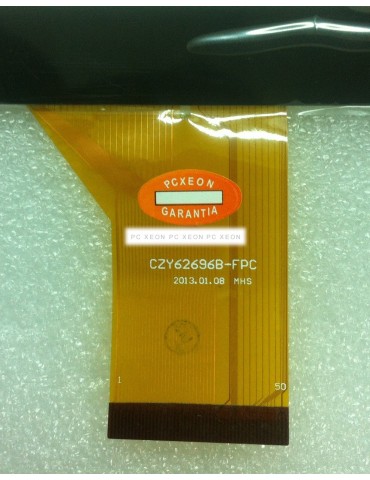 PCXEON
GARANTIA
PC XEON PC XEON PC XEON
CZY62696B-FPC
2013.01.08 MHS
1
50